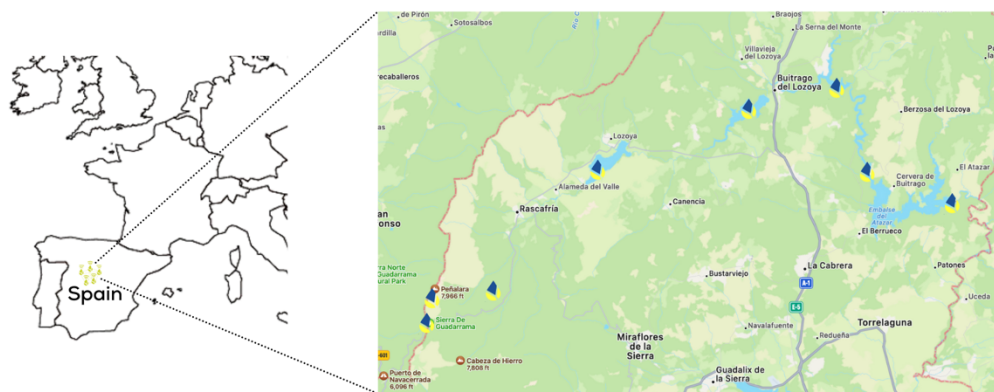 Spain
de Pirón
Sotosalbos
Braojos
La Serna del Monte
Villavieja
del Lozoya
Buitrago
del Lozoya
Berzosa del Lozoya
Lozoya
Alameda del Valle
Rascafría
Canencia
Cervera de
Buitrago
El Atazar
Embalse
del
Atazar
El Berrueco
Patones
La Cabrera
Bustarviejo
A-1
E-5
Uceda
Peñalara
7,966 ft
Sierra De
Guadarrama
Navalafuente
Redueña
Torrelaguna
Miraflores
de la
Sierra
Cabeza de Hierro
7,808 ft
Puerto de
Navacerrada
6,096 ft
Guadalix de
la Sierra